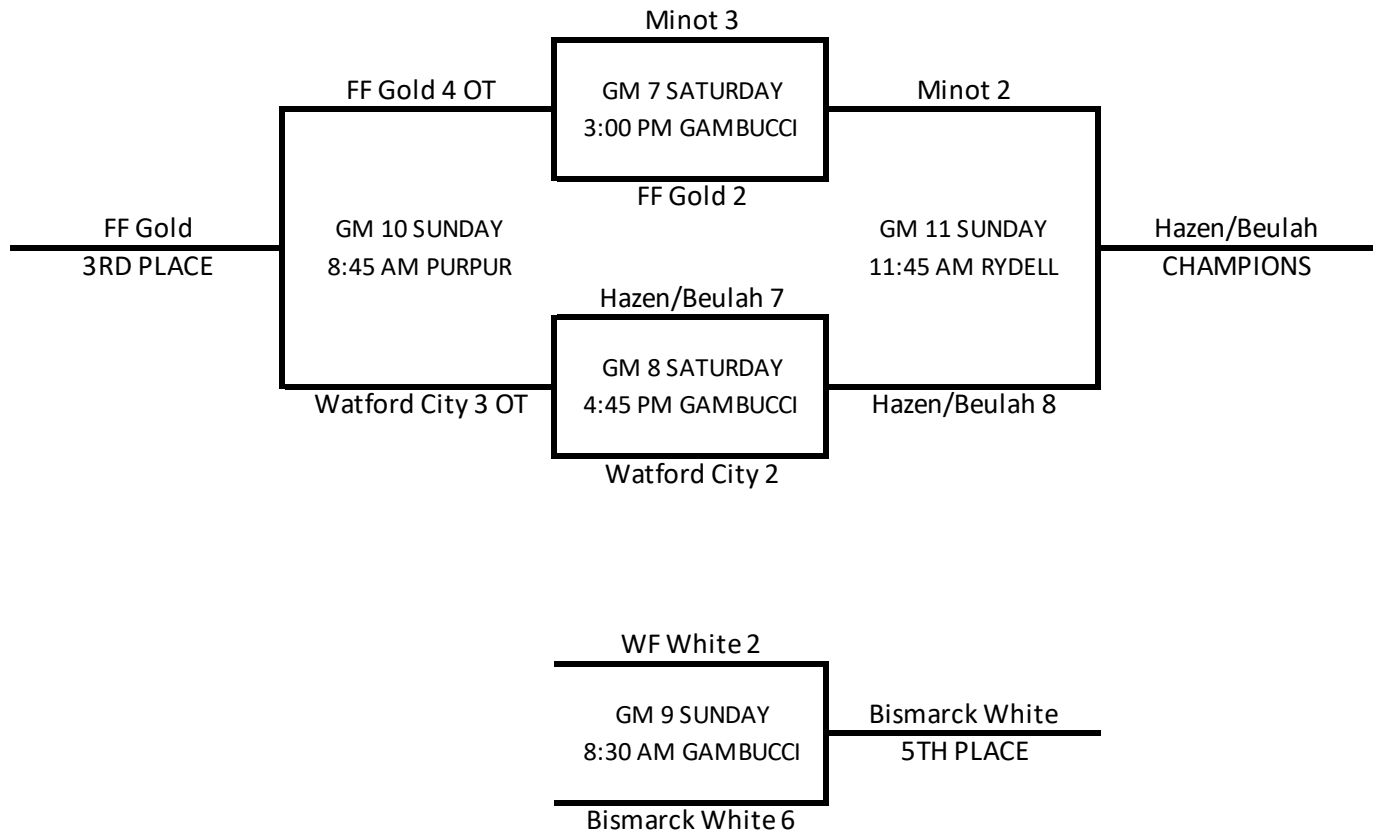 Minot 3
FF Gold 4 OT
GM 7 SATURDAY
3:00 PM GAMBUCCI
Minot 2
FF Gold 2
FF Gold
3RD PLACE
GM 10 SUNDAY
8:45 AM PURPUR
GM 11 SUNDAY
11:45 AM RYDELL
Hazen/Beulah
CHAMPIONS
Hazen/Beulah 7
GM 8 SATURDAY
4:45 PM GAMBUCCI
Watford City 3 OT
Hazen/Beulah 8
Watford City 2
WF White 2
GM 9 SUNDAY
8:30 AM GAMBUCCI
Bismarck White
5TH PLACE
Bismarck White 6